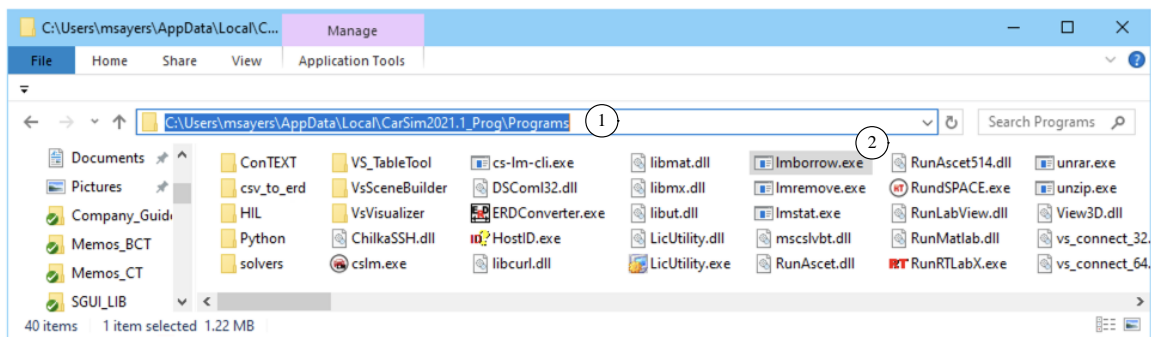 C:\Users\msayers\AppData\Local\C... Manage
File Home Share View Application Tools
C:\Users\msayers\AppData\Local\CarSim2021.1_Prog\Programs 1 Search Programs
2
Documents ConTEXT VS_TableTool cs-lm-cli.exe libmat.dll lmborrow.exe RunAscet514.dll unrar.exe
Pictures csv_to_erd VsSceneBuilder DSComI32.dll libmx.dll lmremove.exe RundSPACE.exe unzip.exe
Company_Guid HIL VsVisualizer ERDConverter.exe libut.dll lmstat.exe RunLabView.dll View3D.dll
Memos_BCT Python ChilkaSSH.dll ID? HostID.exe LicUtility.dll mscslvbt.dll RunMatlab.dll vs_connect_32.
Memos_CT solvers cslm.exe libcurl.dll LicUtility.exe RunAscet.dll RT RunRTLabX.exe vs_connect_64.
SGUI_LIB
40 items 1 item selected 1.22 MB